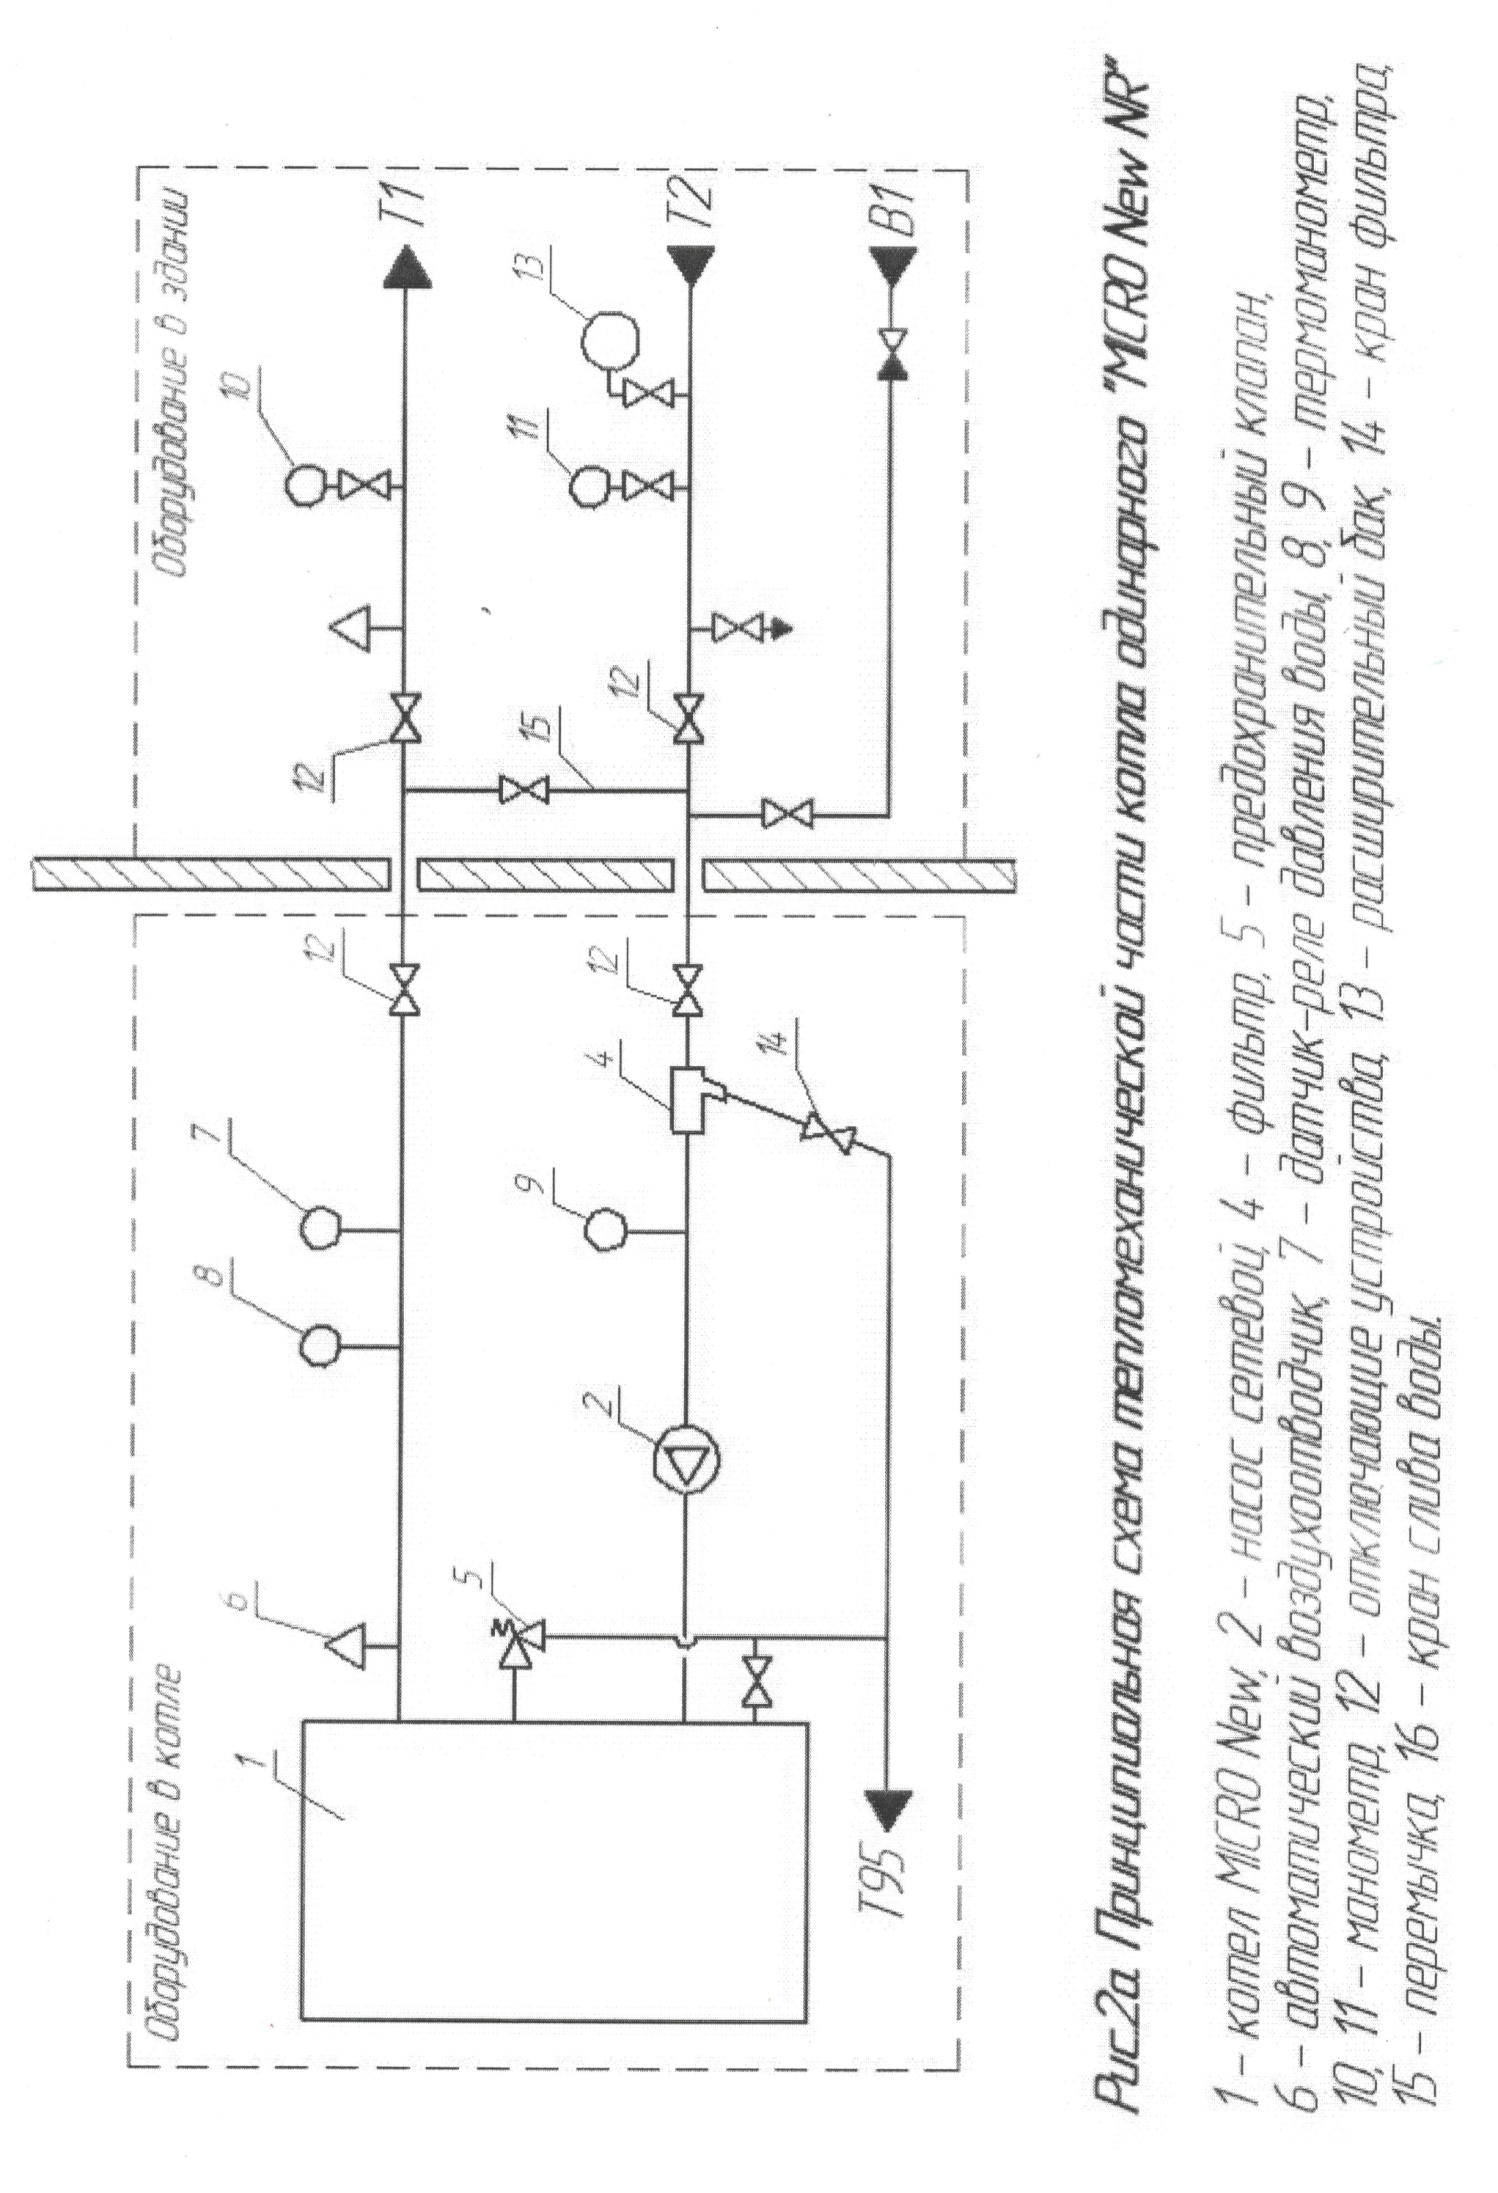 Оборудование в котле
Оборудование в здании
6
8
7
12
12
10
T1
1
5
2
9
4
12
15
12
11
13
T2
14
B1
T95
Рис.2а. Принципиальная схема тепломеханической части котла одинарного "MICRO New NR"
1 – котел MICRO New, 2 – насос сетевой, 4 – фильтр, 5 – предохранительный клапан,
6 – автоматический воздухоотводчик, 7 – датчик-реле давления воды, 8, 9 – термоманометр,
10, 11 – манометр, 12 – отключающие устройства, 13 – расширительный бак, 14 – кран фильтра,
15 – перемычка, 16 – кран слива воды.